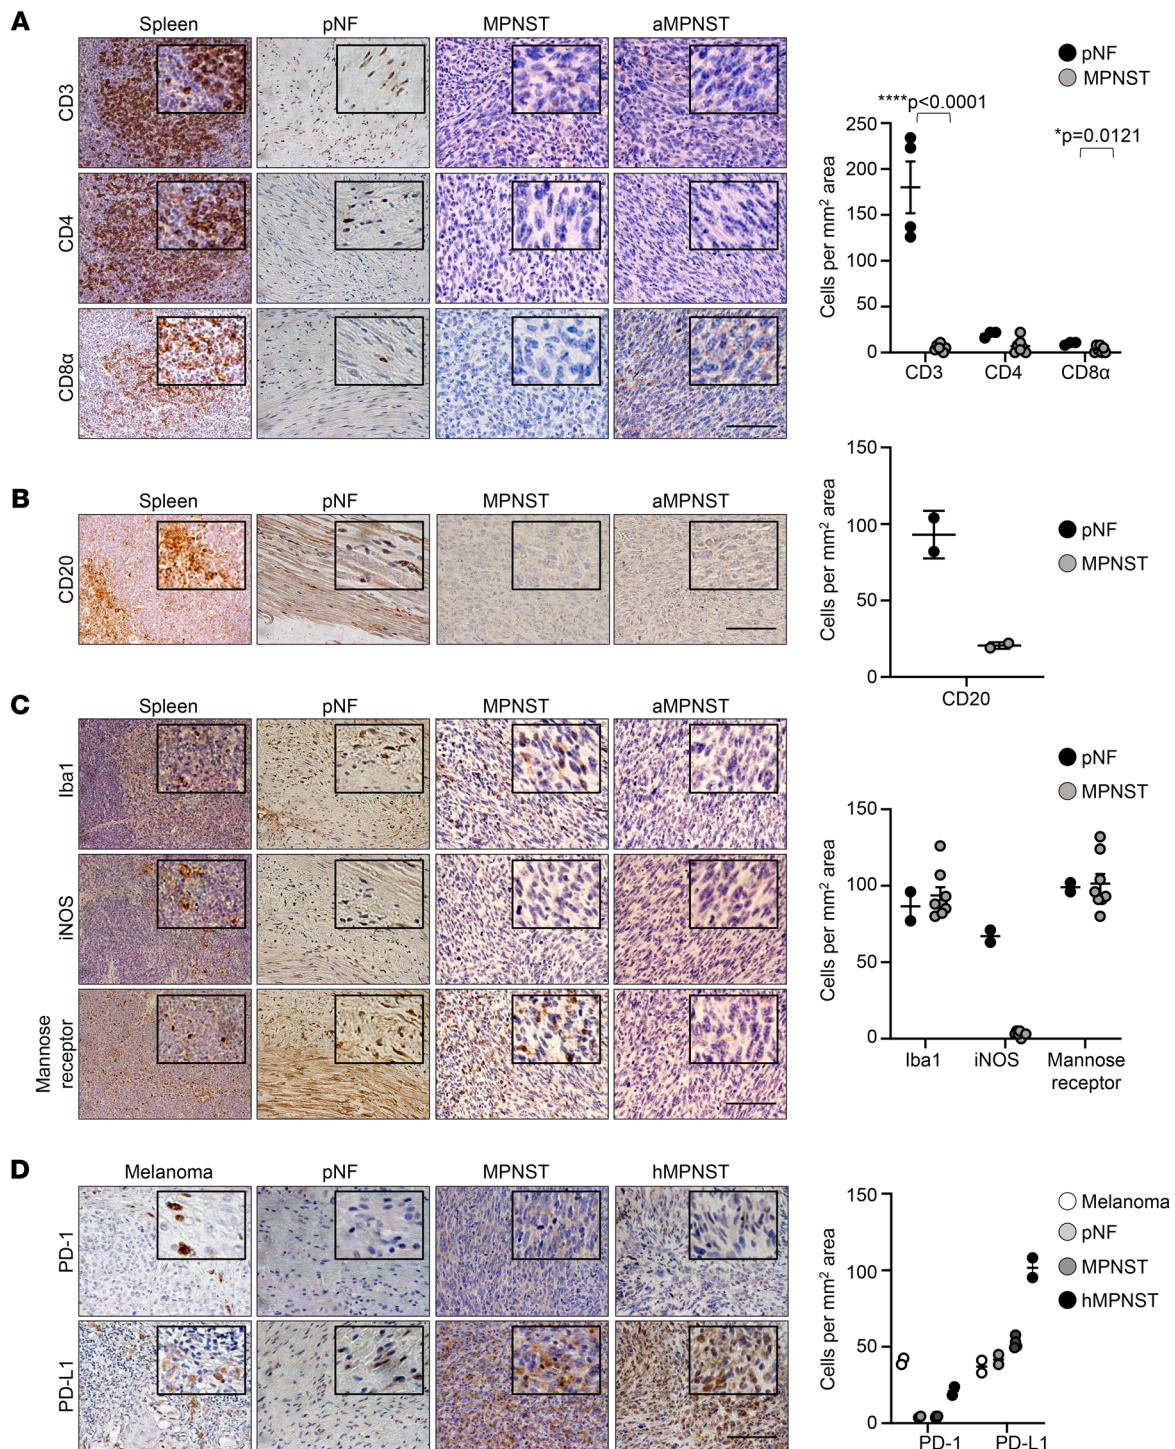 A
Spleen pNF MPNST aMPNST
CD3
CD4
CD8α
pNF
MPNST
****p<0.0001
*p=0.0121
250
200
150
100
50
0
Cells per mm² area
CD3 CD4 CD8α
B
Spleen pNF MPNST aMPNST
CD20
150
100
50
0
Cells per mm² area
CD20
pNF
MPNST
C
Spleen pNF MPNST aMPNST
Iba1
iNOS
Mannose
receptor
pNF
MPNST
150
100
50
0
Cells per mm² area
Iba1 iNOS Mannose
receptor
D
Melanoma pNF MPNST hMPNST
PD-1
PD-L1
150
100
50
0
Cells per mm² area
PD-1 PD-L1
Melanoma
pNF
MPNST
hMPNST